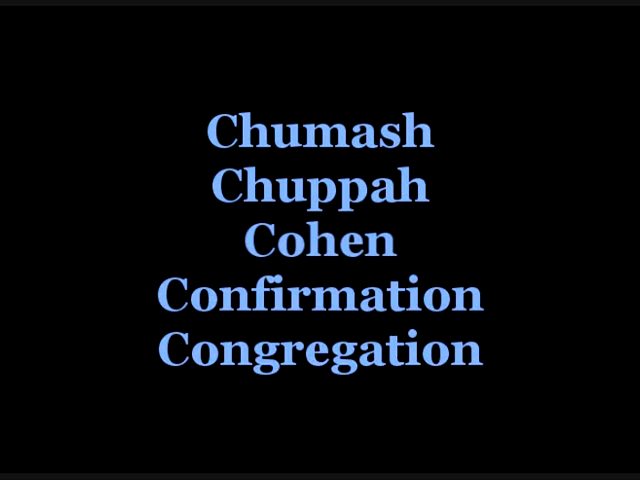 Chumash
Chuppah
Cohen
Confirmation
Congregation